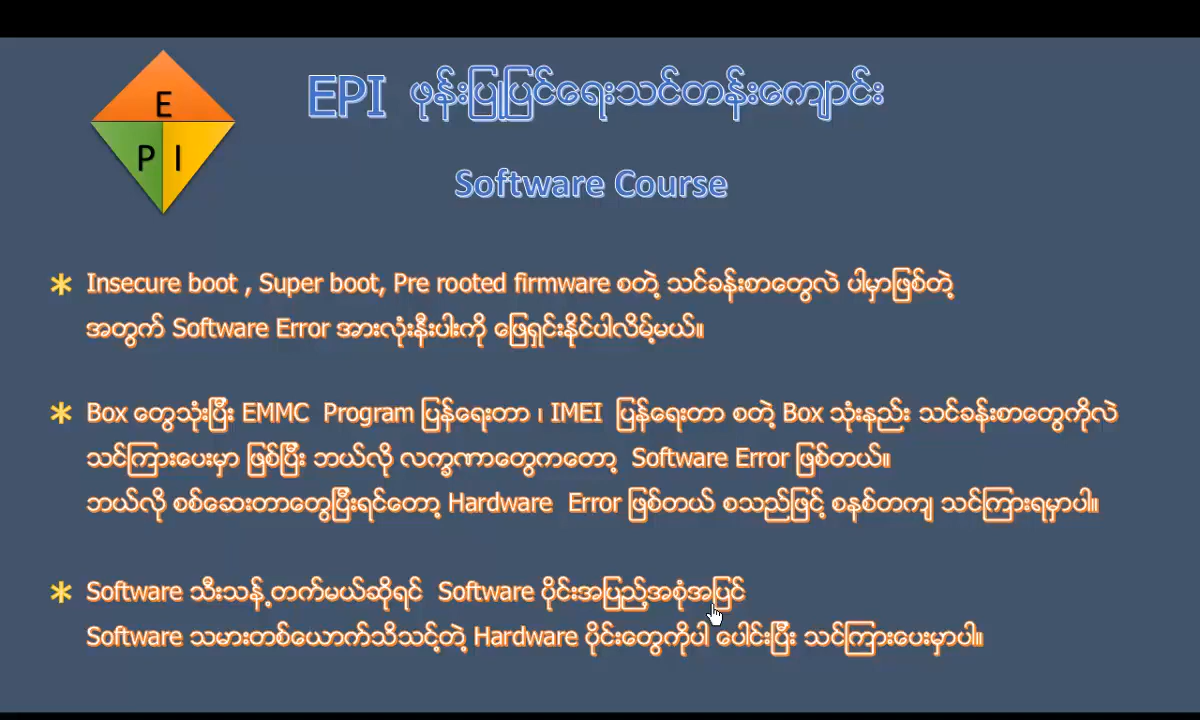 E
P I
EPI ဖုန်းပြုပြင်ရေးသင်တန်းကျောင်း
Software Course
Insecure boot , Super boot, Pre rooted firmware စတဲ့ သင်ခန်းစာတွေလဲ ပါမှာဖြစ်တဲ့
အတွက် Software Error အားလုံးနီးပါးကို ဖြေရှင်းနိုင်ပါလိမ့်မယ်။
Box တွေသုံးပြီး EMMC Program ပြန်ရေးတာ ၊ IMEI ပြန်ရေးတာ စတဲ့ Box သုံးနည်း သင်ခန်းစာတွေကိုလဲ
သင်ကြားပေးမှာ ဖြစ်ပြီး ဘယ်လို လက္ခဏာတွေကတော့ Software Error ဖြစ်တယ်။
ဘယ်လို စစ်ဆေးတာတွေပြီးရင်တော့ Hardware Error ဖြစ်တယ် စသည်ဖြင့် စနစ်တကျ သင်ကြားရမှာပါ။
Software သီးသန့် တက်မယ်ဆိုရင် Software ပိုင်းအပြည့်အစုံအပြင်
Software သမားတစ်ယောက်သိသင့်တဲ့ Hardware ပိုင်းတွေကိုပါ ပေါင်းပြီး သင်ကြားပေးမှာပါ။